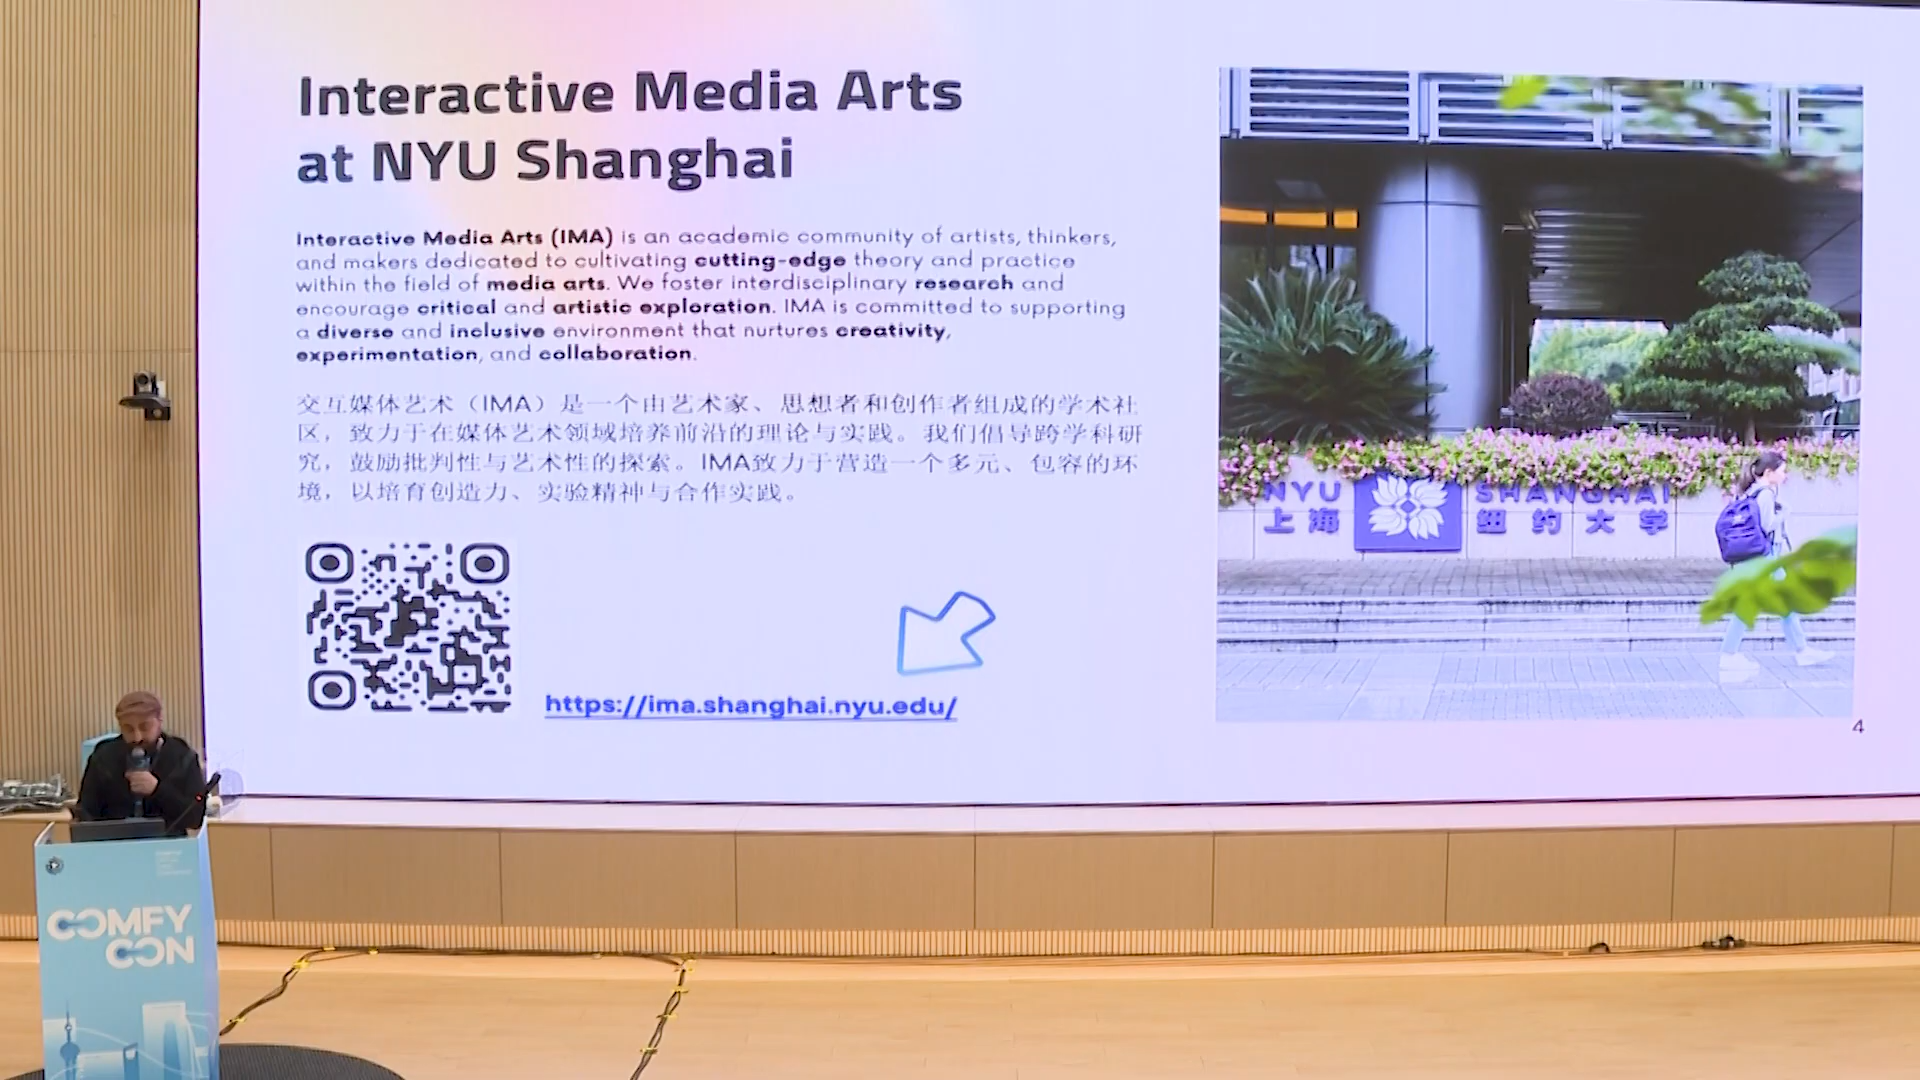 Interactive Media Arts
at NYU Shanghai
Interactive Media Arts (IMA) is an academic community of artists, thinkers,
and makers dedicated to cultivating cutting-edge theory and practice
within the field of media arts. We foster interdisciplinary research and
encourage critical and artistic exploration. IMA is committed to supporting
a diverse and inclusive environment that nurtures creativity,
experimentation, and collaboration.
交互媒体艺术（IMA）是一个由艺术家、思想者和创作者组成的学术社
区，致力于在媒体艺术领域培养前沿的理论与实践。我们倡导跨学科研
究，鼓励批判性与艺术性的探索。IMA致力于营造一个多元、包容的环
境，以培育创造力、实验精神与合作实践。
https://ima.shanghai.nyu.edu/
NYU SHANGHAI
上海 纽约大学
4
COMFY
CON